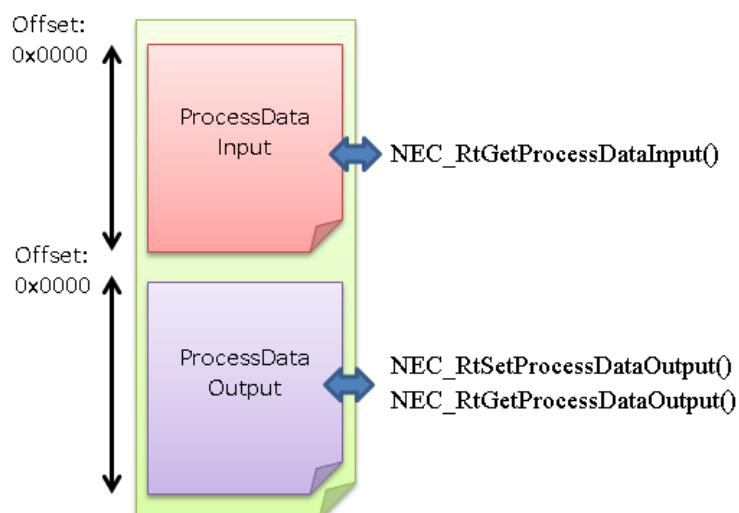 Offset:
0x0000
ProcessData
Input
NEC_RtGetProcessDataInput()
Offset:
0x0000
ProcessData
Output
NEC_RtSetProcessDataOutput()
NEC_RtGetProcessDataOutput()